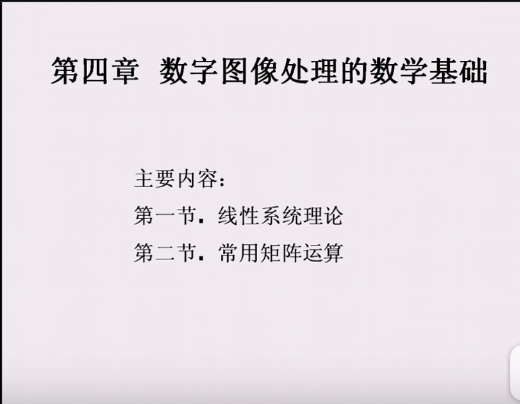 第四章 数字图像处理的数学基础
主要内容：
第一节．线性系统理论
第二节．常用矩阵运算